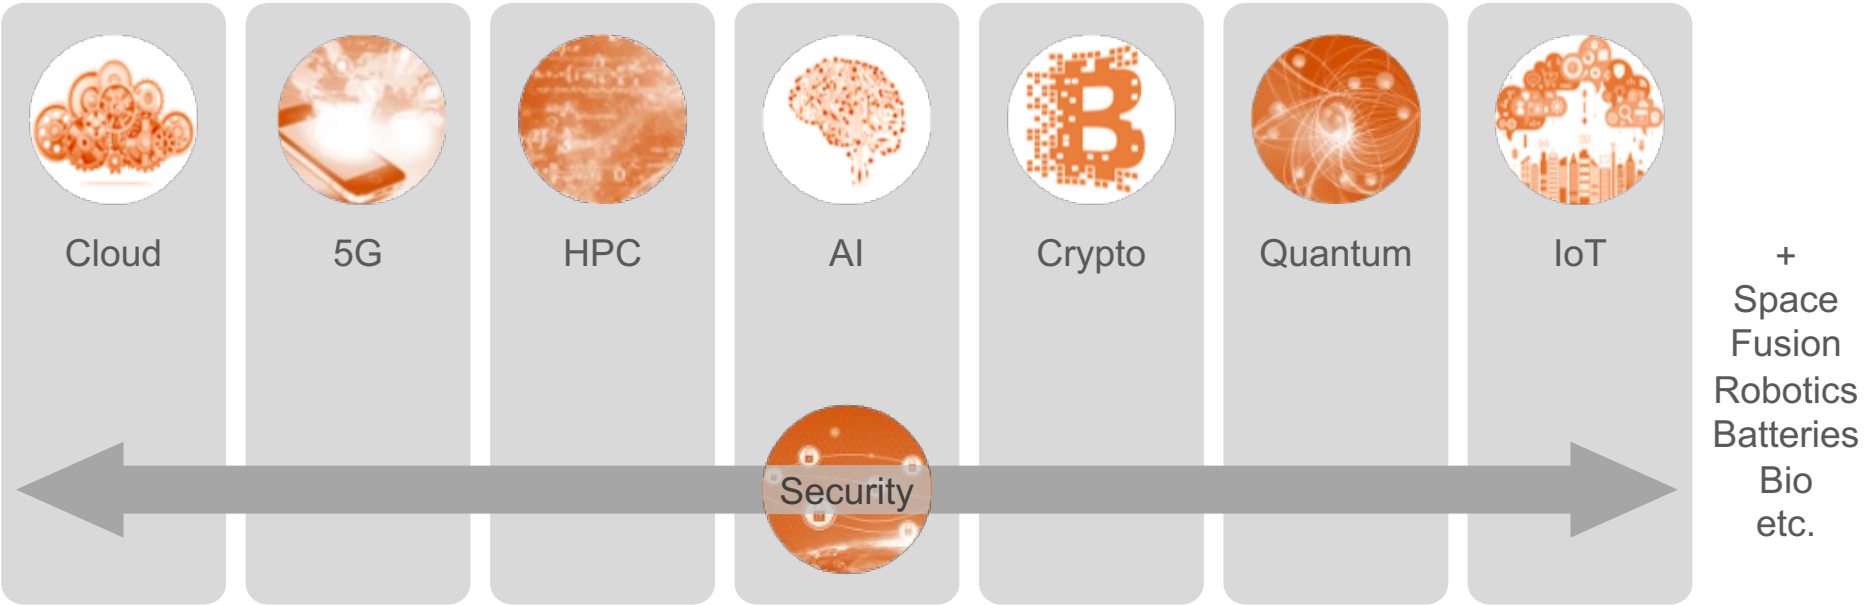 Cloud
5G
HPC
AI
Crypto
Quantum
IoT
+
Space
Fusion
Robotics
Batteries
Bio
etc.
Security